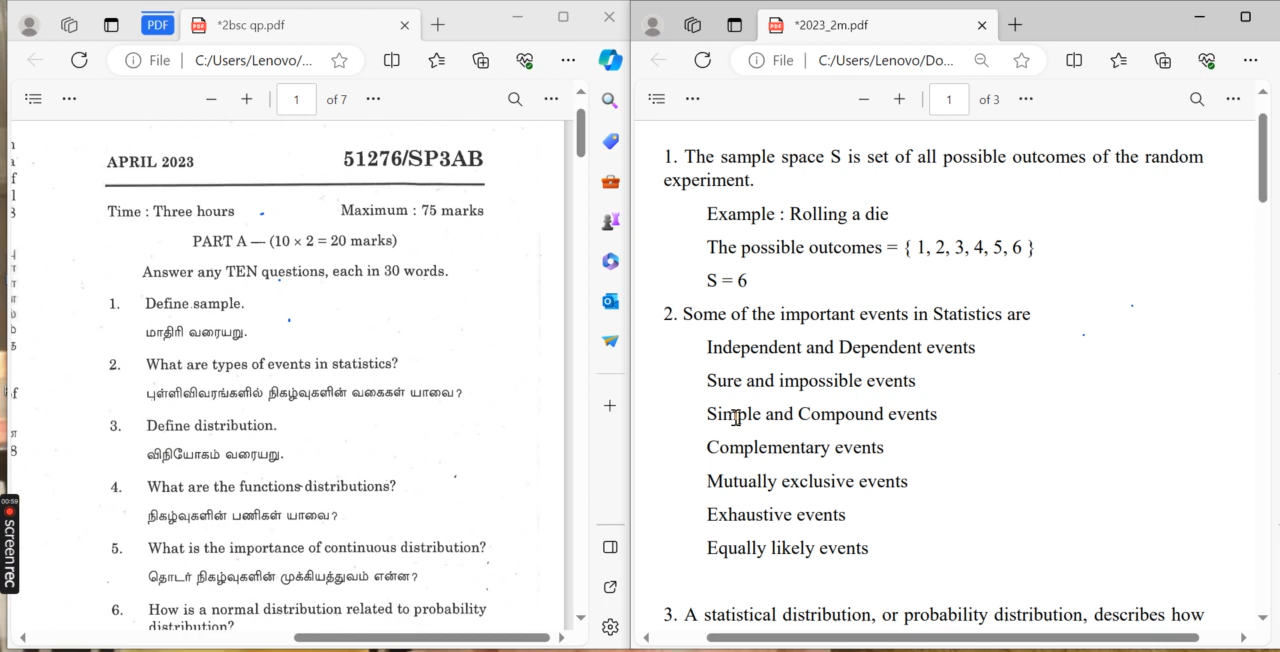 PDF
*2bsc qp.pdf
File | C:/Users/Lenovo/...
1 of 7
APRIL 2023 51276/SP3AB
Time : Three hours Maximum : 75 marks
PART A — (10 × 2 = 20 marks)
Answer any TEN questions, each in 30 words.
1. Define sample.
மாதிரி வரையறு.
2. What are types of events in statistics?
புள்ளிவிவரங்களில் நிகழ்வுகளின் வகைகள் யாவை?
3. Define distribution.
விநியோகம் வரையறு.
4. What are the functions distributions?
நிகழ்வுகளின் பணிகள் யாவை?
5. What is the importance of continuous distribution?
தொடர் நிகழ்வுகளின் முக்கியத்துவம் என்ன?
6. How is a normal distribution related to probability
distribution?
00:59
screen rec
*2023_2m.pdf
File | C:/Users/Lenovo/Do...
1 of 3
1. The sample space S is set of all possible outcomes of the random
experiment.
Example : Rolling a die
The possible outcomes = { 1, 2, 3, 4, 5, 6 }
S = 6
2. Some of the important events in Statistics are
Independent and Dependent events
Sure and impossible events
Simple and Compound events
Complementary events
Mutually exclusive events
Exhaustive events
Equally likely events
3. A statistical distribution, or probability distribution, describes how